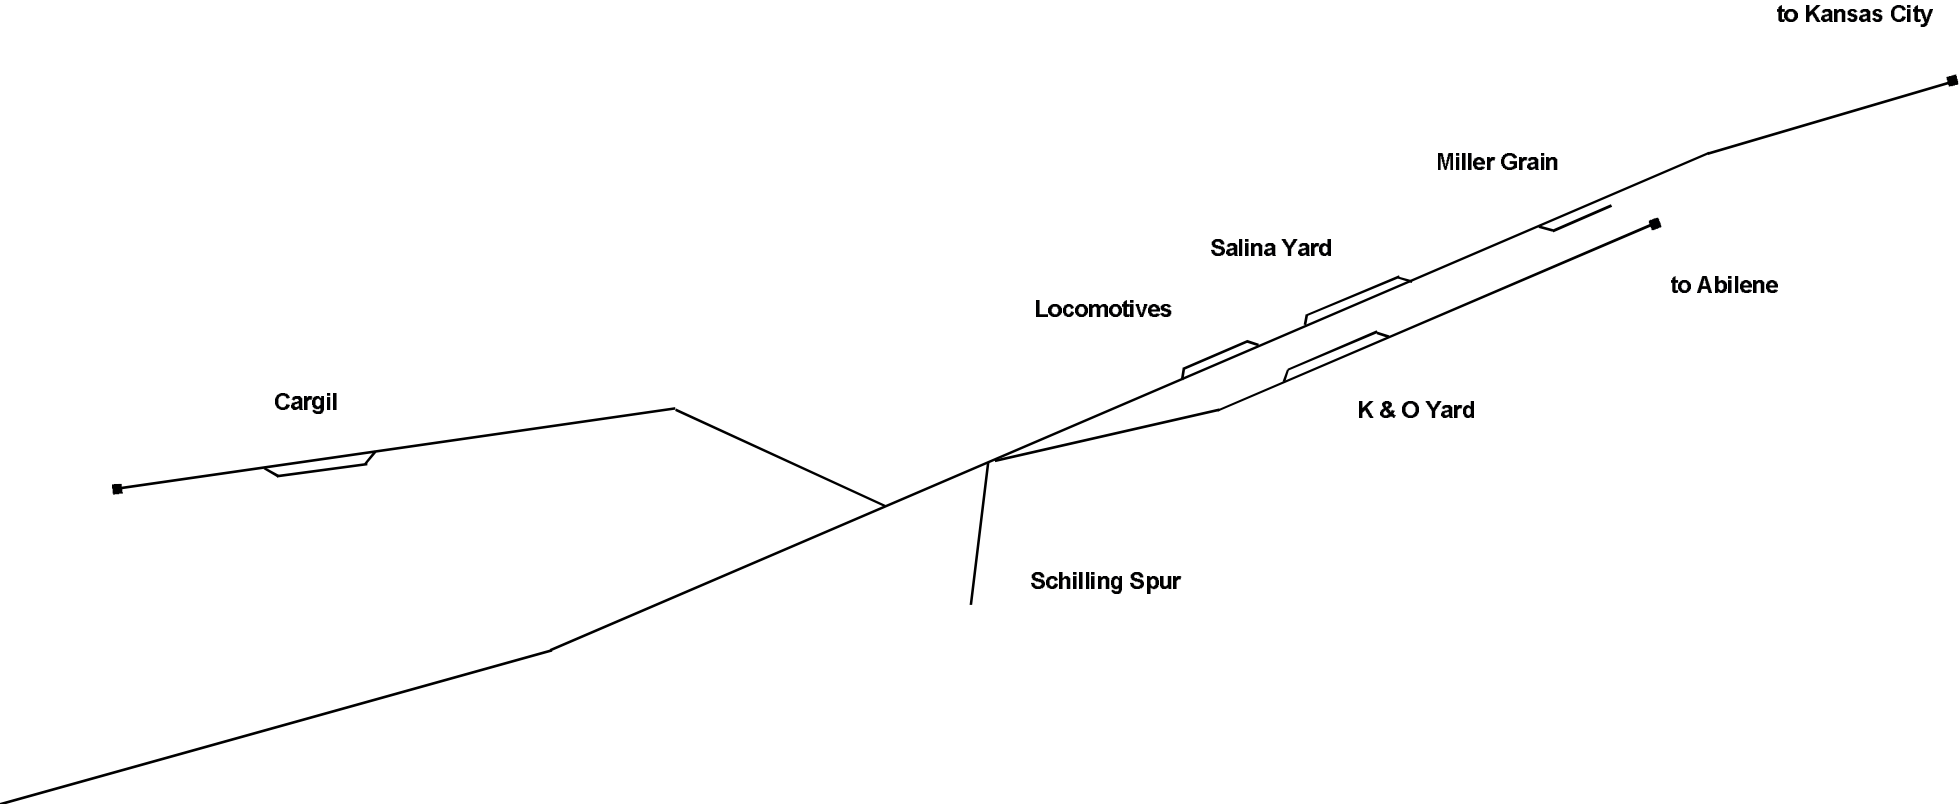 to Kansas City
Miller Grain
Salina Yard
to Abilene
Locomotives
Cargil
K & O Yard
Schilling Spur